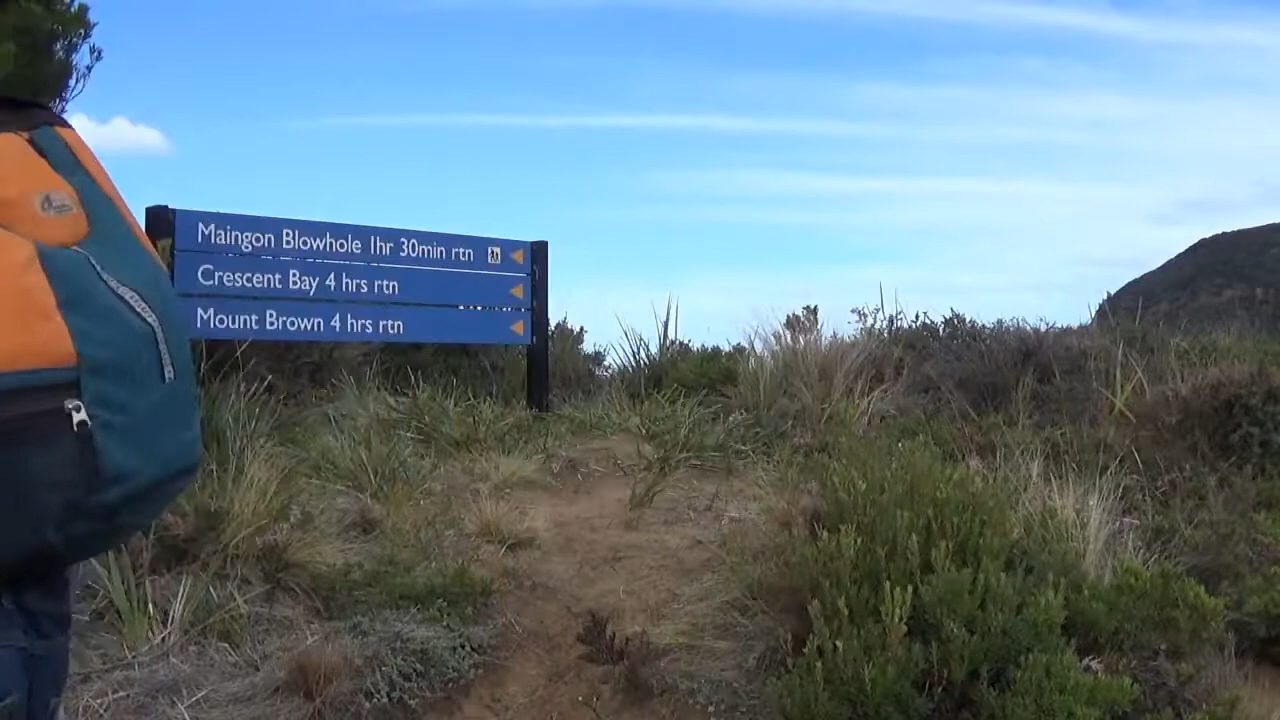 Maingon Blowhole 1hr 30min rtn
Crescent Bay 4 hrs rtn
Mount Brown 4 hrs rtn